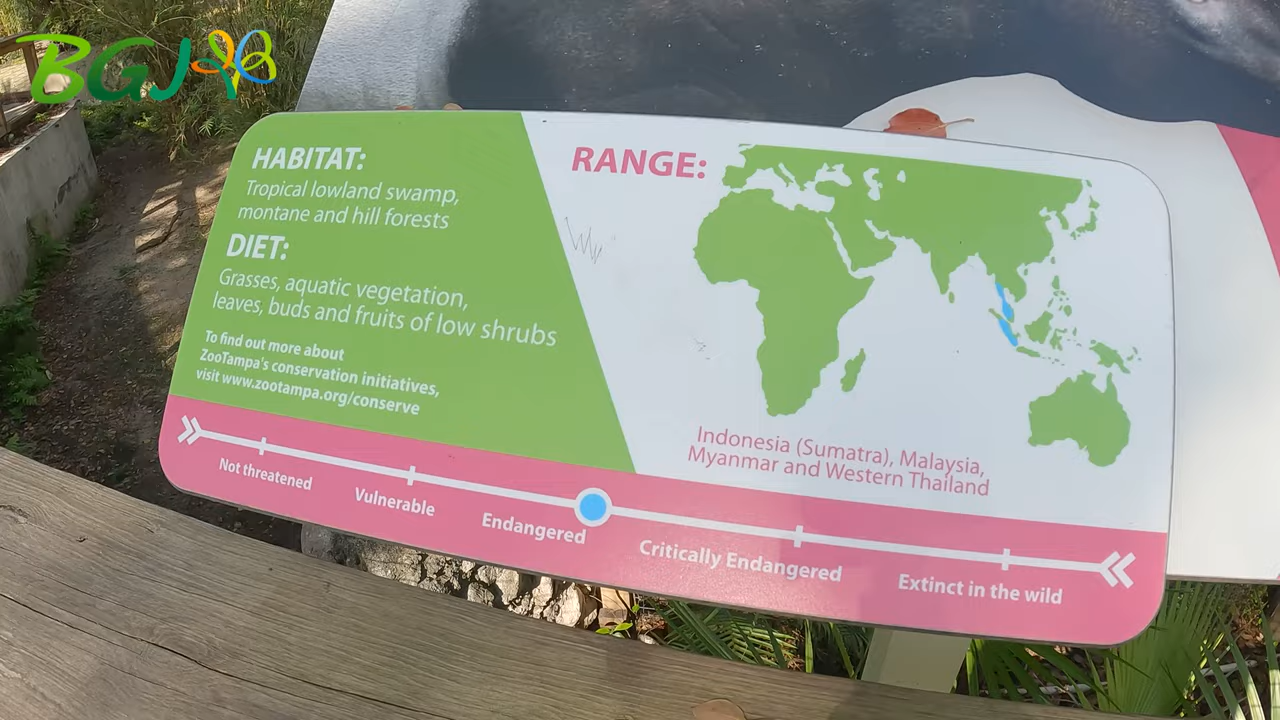 BGJ
HABITAT:
Tropical lowland swamp,
montane and hill forests
DIET:
Grasses, aquatic vegetation,
leaves, buds and fruits of low shrubs
To find out more about
ZooTampa's conservation initiatives,
visit www.zootampa.org/conserve
RANGE:
Indonesia (Sumatra), Malaysia,
Myanmar and Western Thailand
Not threatened
Vulnerable
Endangered
Critically Endangered
Extinct in the wild